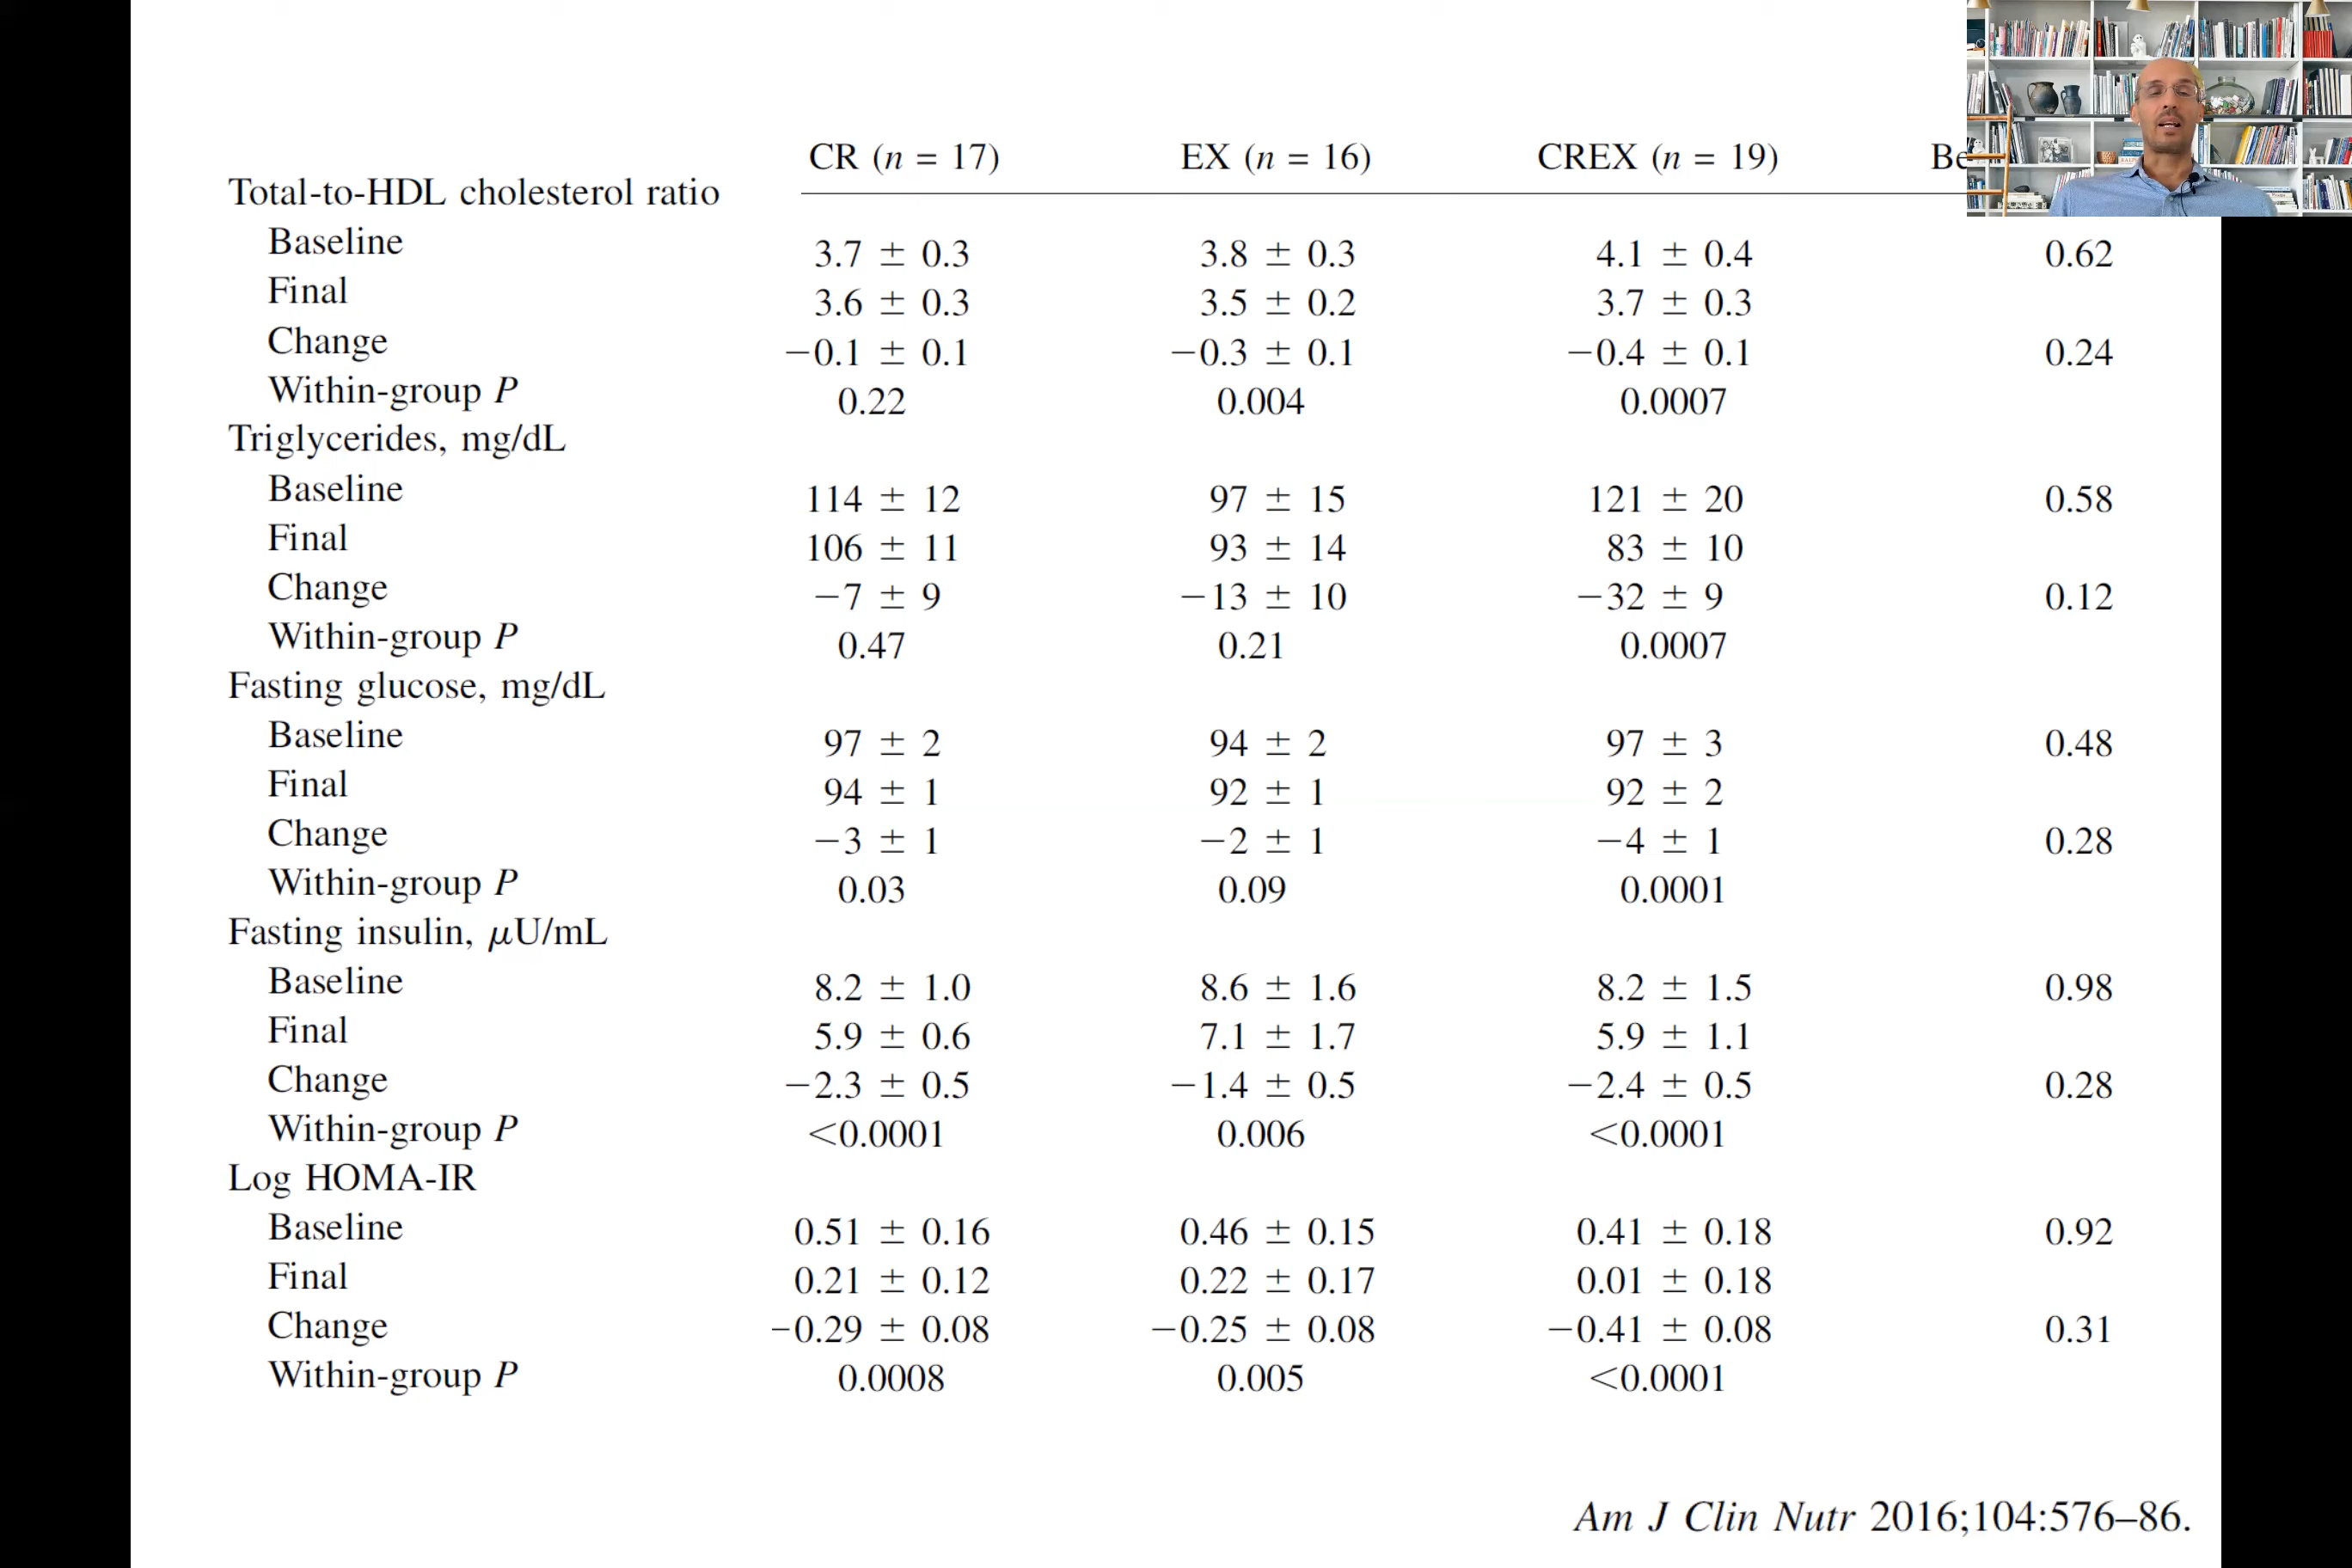 CR (n = 17) EX (n = 16) CREX (n = 19)
Total-to-HDL cholesterol ratio
Baseline 3.7 ± 0.3 3.8 ± 0.3 4.1 ± 0.4 0.62
Final 3.6 ± 0.3 3.5 ± 0.2 3.7 ± 0.3
Change −0.1 ± 0.1 −0.3 ± 0.1 −0.4 ± 0.1 0.24
Within-group P 0.22 0.004 0.0007
Triglycerides, mg/dL
Baseline 114 ± 12 97 ± 15 121 ± 20 0.58
Final 106 ± 11 93 ± 14 83 ± 10
Change −7 ± 9 −13 ± 10 −32 ± 9 0.12
Within-group P 0.47 0.21 0.0007
Fasting glucose, mg/dL
Baseline 97 ± 2 94 ± 2 97 ± 3 0.48
Final 94 ± 1 92 ± 1 92 ± 2
Change −3 ± 1 −2 ± 1 −4 ± 1 0.28
Within-group P 0.03 0.09 0.0001
Fasting insulin, μU/mL
Baseline 8.2 ± 1.0 8.6 ± 1.6 8.2 ± 1.5 0.98
Final 5.9 ± 0.6 7.1 ± 1.7 5.9 ± 1.1
Change −2.3 ± 0.5 −1.4 ± 0.5 −2.4 ± 0.5 0.28
Within-group P <0.0001 0.006 <0.0001
Log HOMA-IR
Baseline 0.51 ± 0.16 0.46 ± 0.15 0.41 ± 0.18 0.92
Final 0.21 ± 0.12 0.22 ± 0.17 0.01 ± 0.18
Change −0.29 ± 0.08 −0.25 ± 0.08 −0.41 ± 0.08 0.31
Within-group P 0.0008 0.005 <0.0001
Am J Clin Nutr 2016;104:576–86.